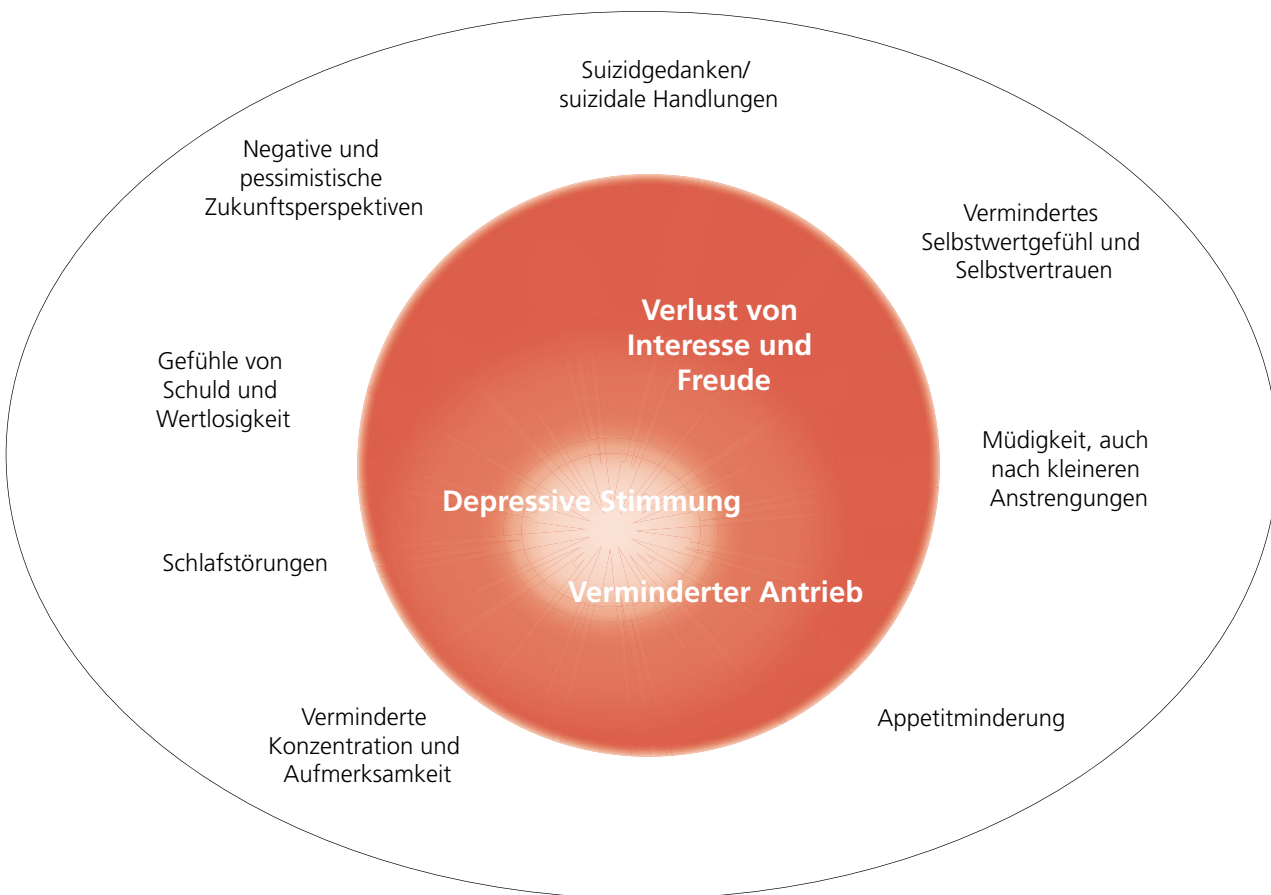 Suizidgedanken/
suizidale Handlungen
Negative und
pessimistische
Zukunftsperspektiven
Vermindertes
Selbstwertgefühl und
Selbstvertrauen
Verlust von
Interesse und
Freude
Gefühle von
Schuld und
Wertlosigkeit
Müdigkeit, auch
nach kleineren
Anstrengungen
Depressive Stimmung
Schlafstörungen
Verminderter Antrieb
Verminderte
Konzentration und
Aufmerksamkeit
Appetitminderung